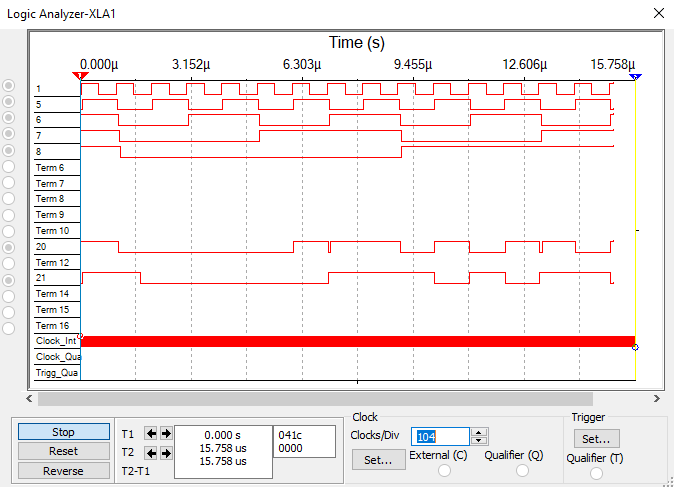 Logic Analyzer-XLA1
Time (s)
0.000µ 3.152µ 6.303µ 9.455µ 12.606µ 15.758µ
1
5
6
7
8
Term 6
Term 7
Term 8
Term 9
Term 10
20
Term 12
21
Term 14
Term 15
Term 16
Clock_Int
Clock_Qua
Trigg_Qua
Stop
Reset
Reverse
T1
T2
T2-T1
0.000 s
15.758 us
15.758 us
041c
0000
Clock
Clocks/Div 104
Set... External (C) Qualifier (Q)
Trigger
Set...
Qualifier (T)